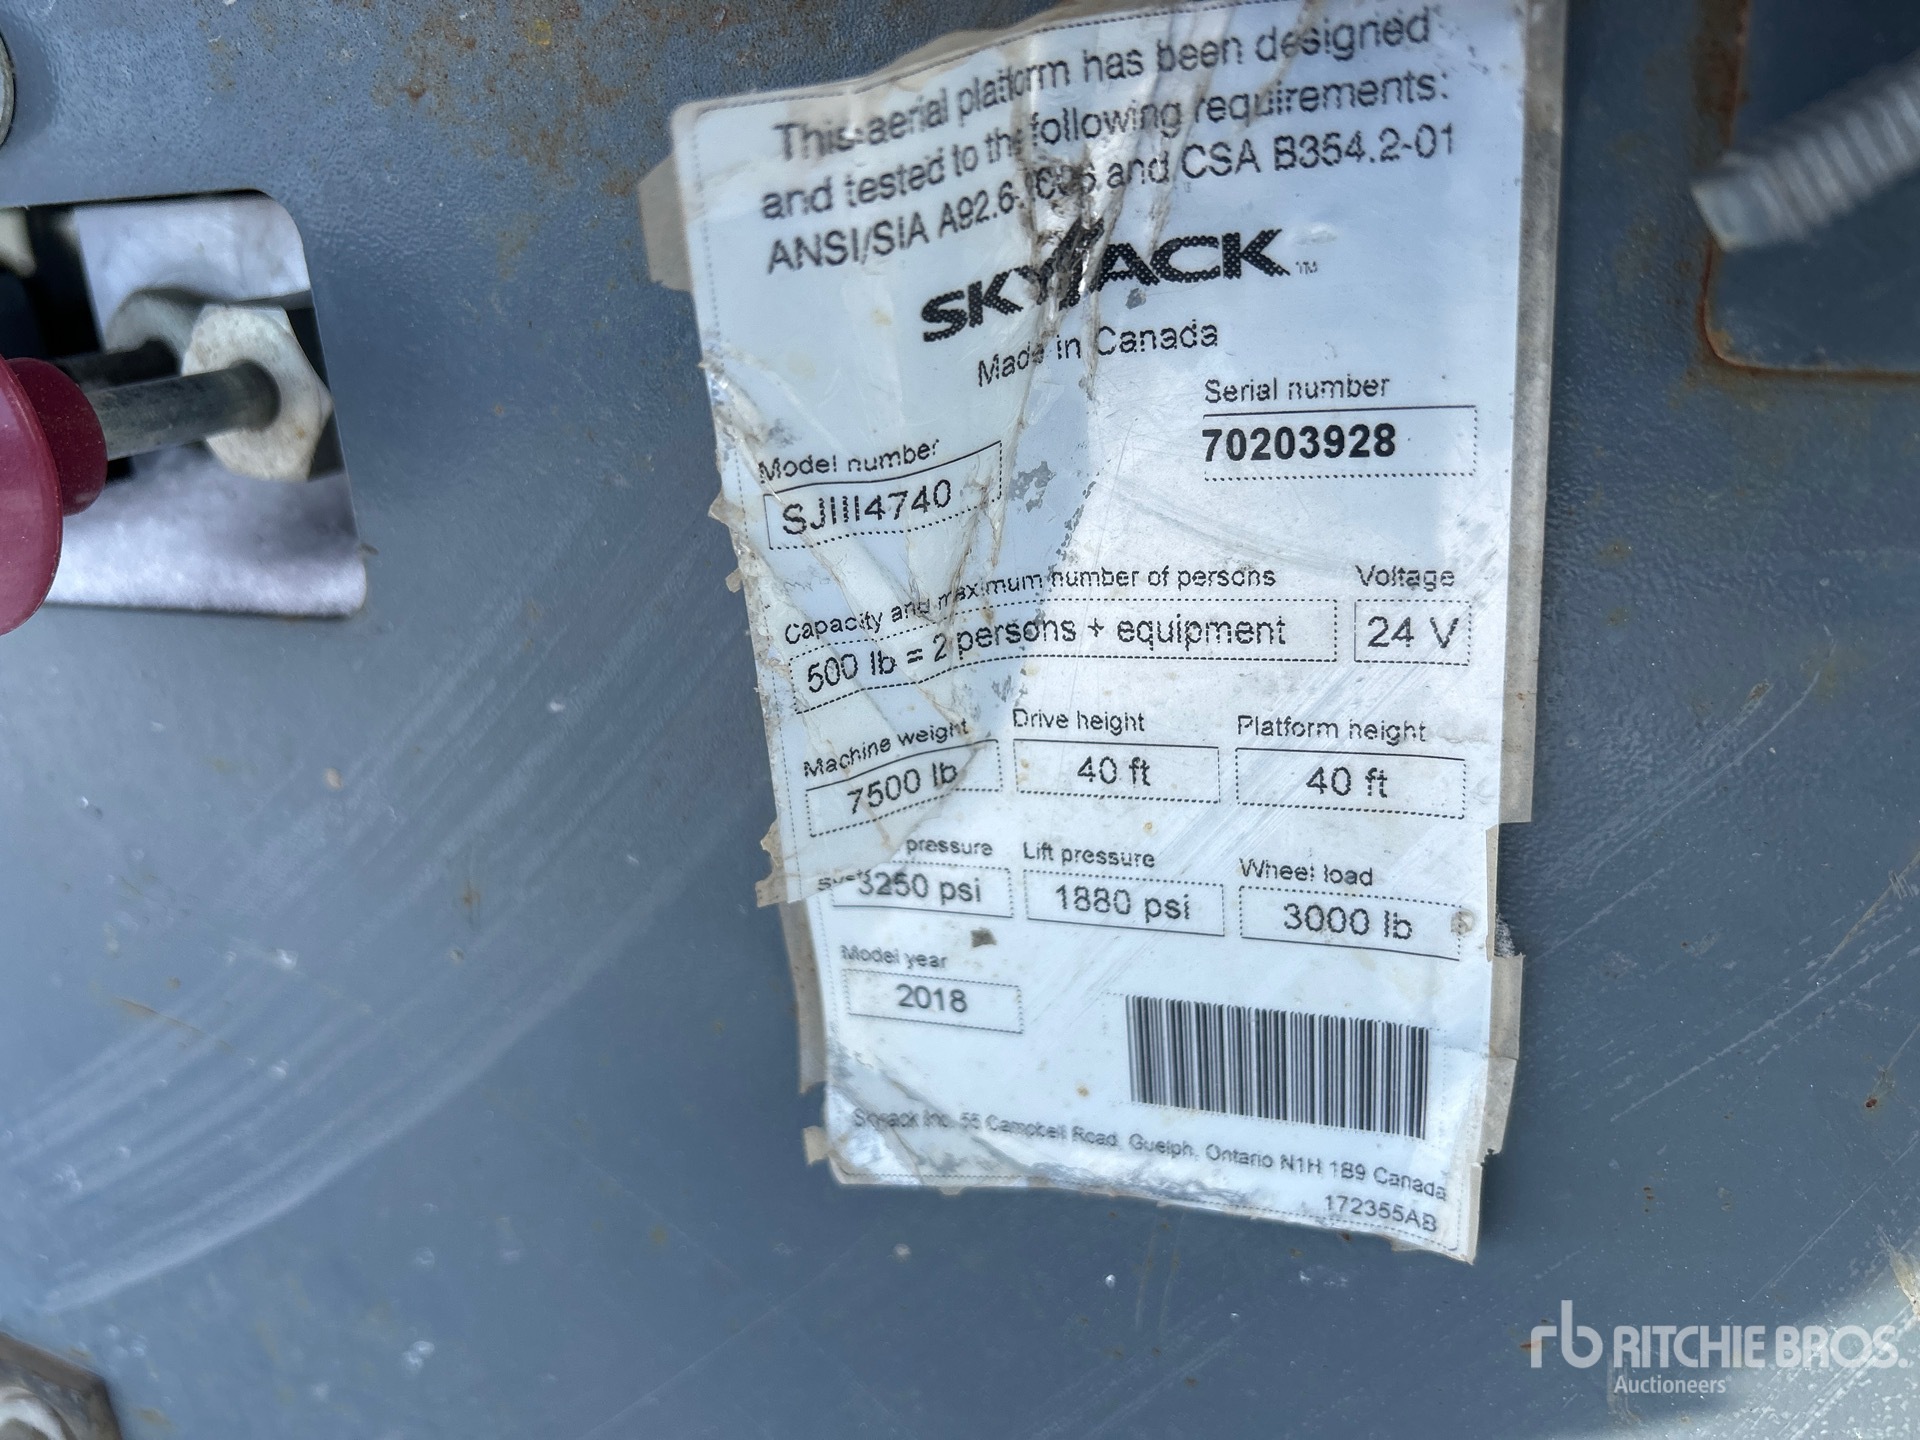 This aerial platform has been designed
and tested to the following requirements:
ANSI/SIA A92.6- and CSA B354.2-01
SKYJACK™
Made in Canada
Serial number
70203928
Model number
SJIII4740
Capacity and maximum number of persons
500 lb = 2 persons + equipment
Voltage
24 V
Machine weight
7500 lb
Drive height
40 ft
Platform height
40 ft
pressure
3250 psi
Lift pressure
1880 psi
Wheel load
3000 lb
Model year
2018
Skyjack Inc. 55 Campbell Road, Guelph, Ontario N1H 1B9 Canada
172355AB
rb RITCHIE BROS.
Auctioneers